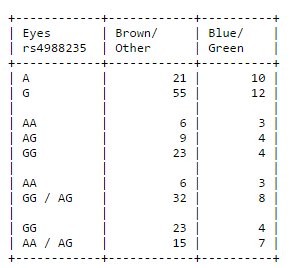 +------------+------------+----------+
| Eyes | Brown/ | Blue/ |
| rs4988235 | Other | Green |
+------------+------------+----------+
| A | 21 | 10 |
| G | 55 | 12 |
| | | |
| AA | 6 | 3 |
| AG | 9 | 4 |
| GG | 23 | 4 |
| | | |
| AA | 6 | 3 |
| GG / AG | 32 | 8 |
| | | |
| GG | 23 | 4 |
| AA / AG | 15 | 7 |
+------------+------------+----------+